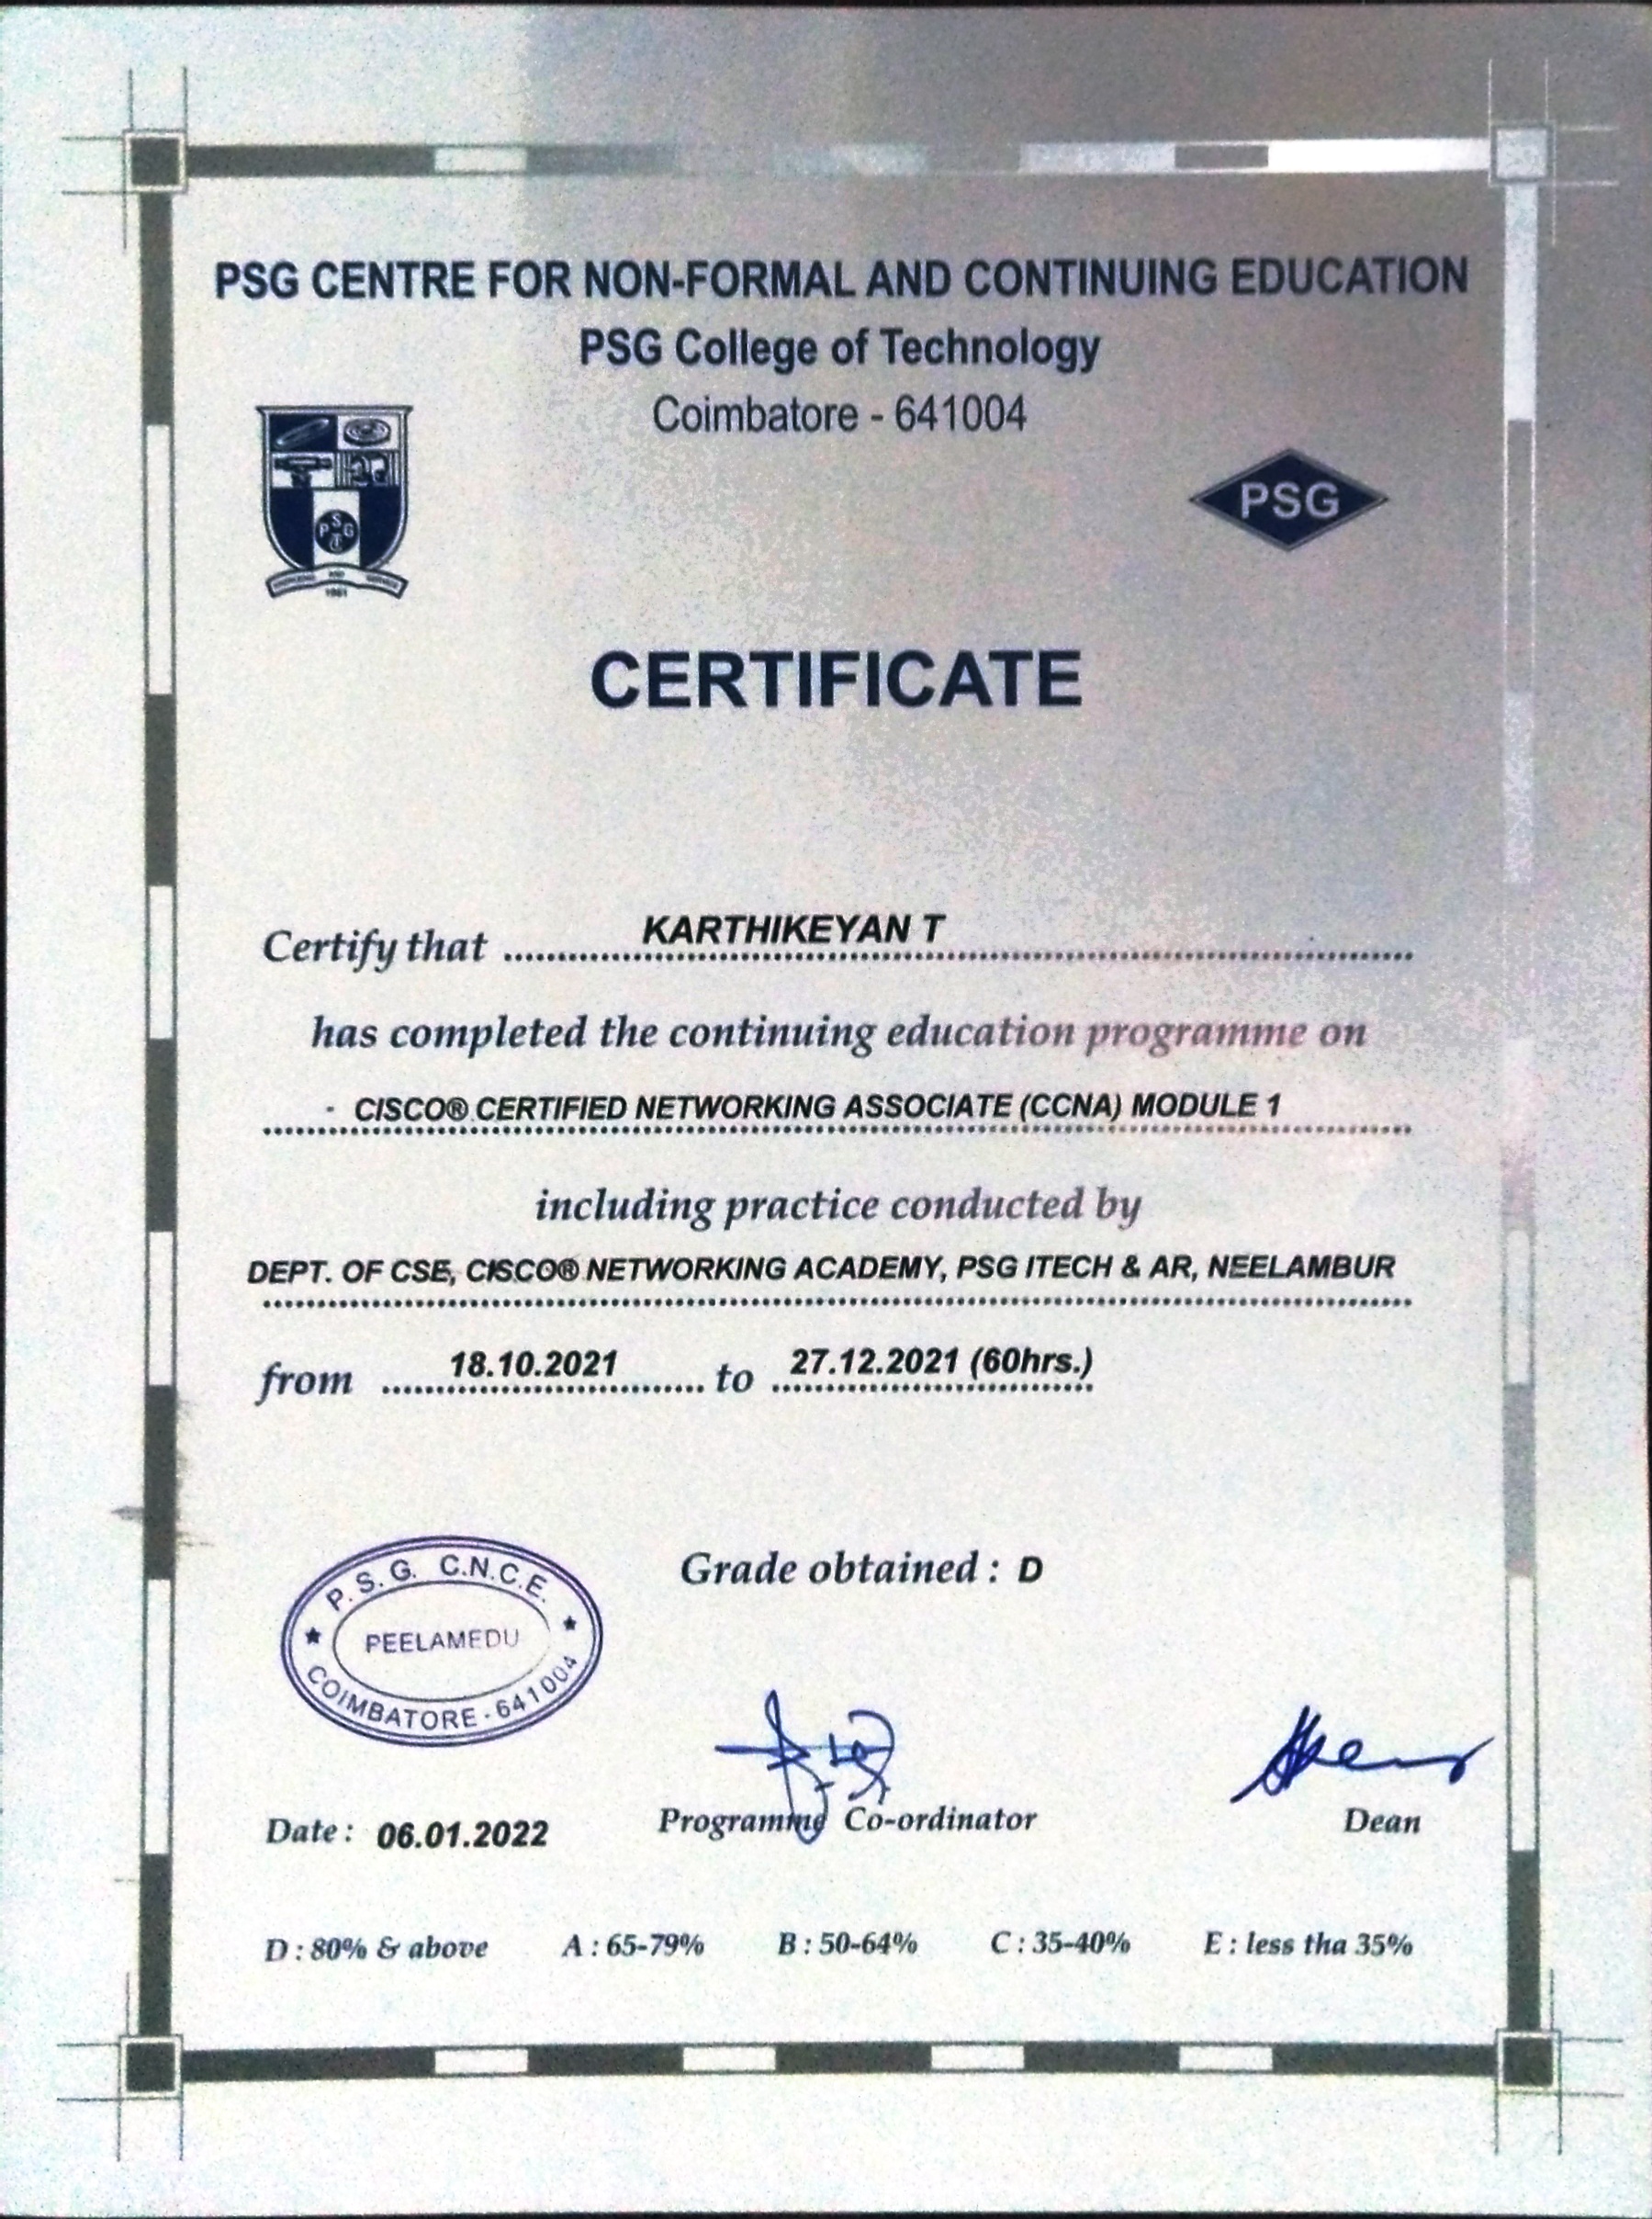 PSG CENTRE FOR NON-FORMAL AND CONTINUING EDUCATION
PSG College of Technology
Coimbatore - 641004
PSG
CERTIFICATE
Certify that KARTHIKEYAN T
has completed the continuing education programme on
CISCO® CERTIFIED NETWORKING ASSOCIATE (CCNA) MODULE 1
including practice conducted by
DEPT. OF CSE, CISCO® NETWORKING ACADEMY, PSG ITECH & AR, NEELAMBUR
from 18.10.2021 to 27.12.2021 (60hrs.)
Grade obtained : D
P.S.G. C.N.C.E.
PEELAMEDU
COIMBATORE - 641004
Date : 06.01.2022
Programme Co-ordinator
Dean
D : 80% & above A : 65-79% B : 50-64% C : 35-40% E : less tha 35%